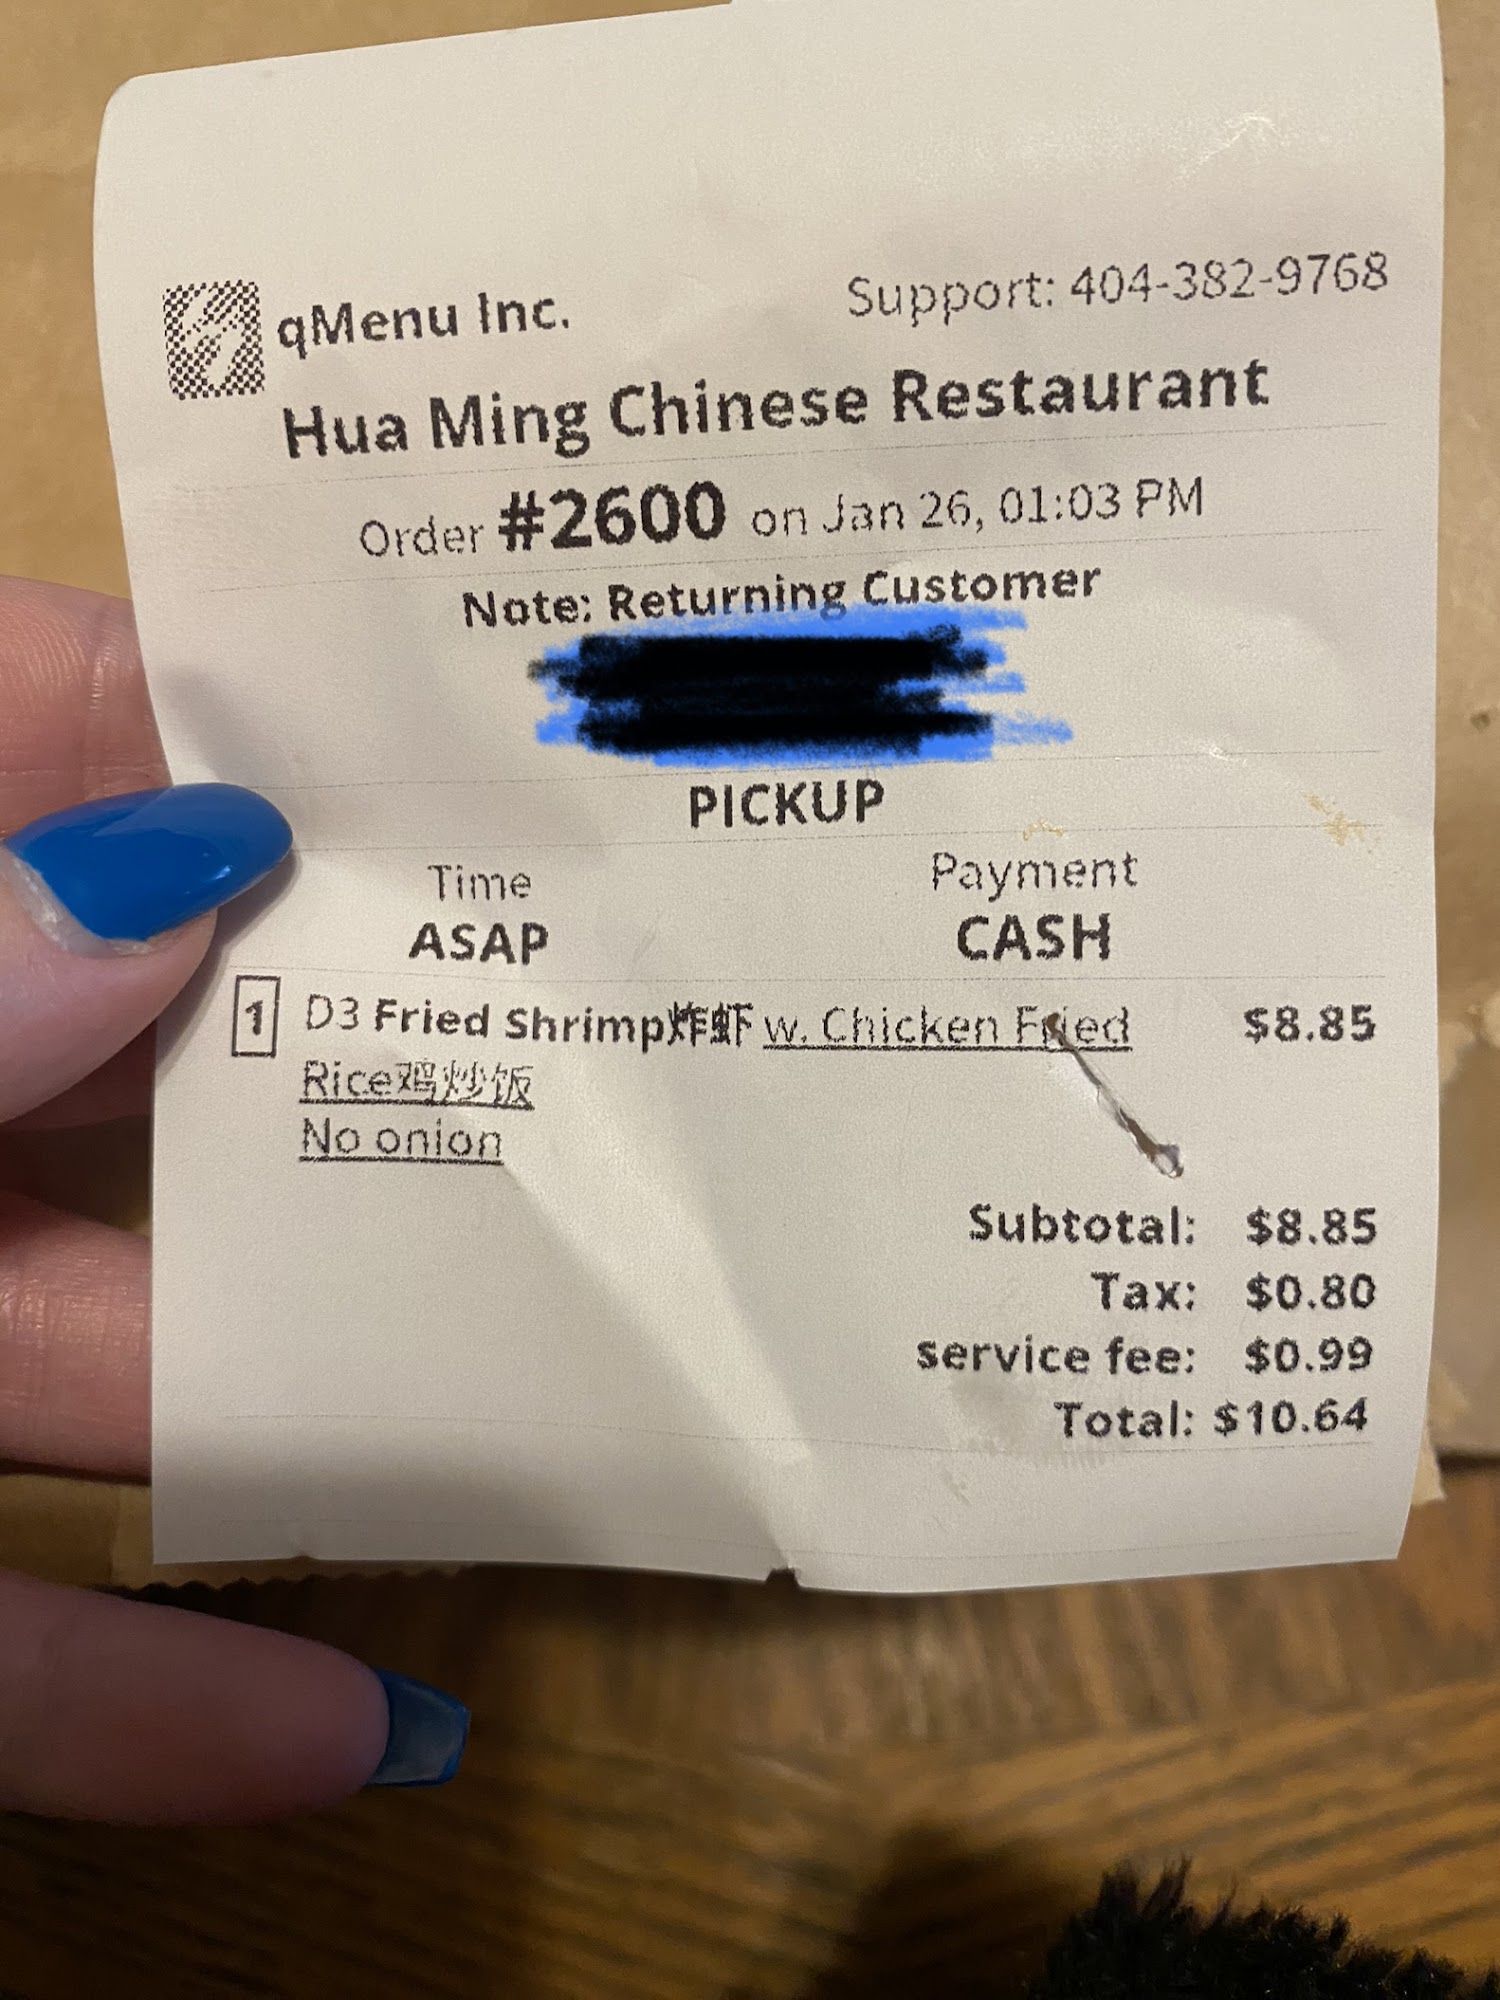 qMenu Inc. Support: 404-382-9768
Hua Ming Chinese Restaurant
Order #2600 on Jan 26, 01:03 PM
Note: Returning Customer
PICKUP
Time Payment
ASAP CASH
1 D3 Fried Shrimp炸虾 w. Chicken Fried $8.85
Rice鸡炒饭
No onion
Subtotal: $8.85
Tax: $0.80
service fee: $0.99
Total: $10.64